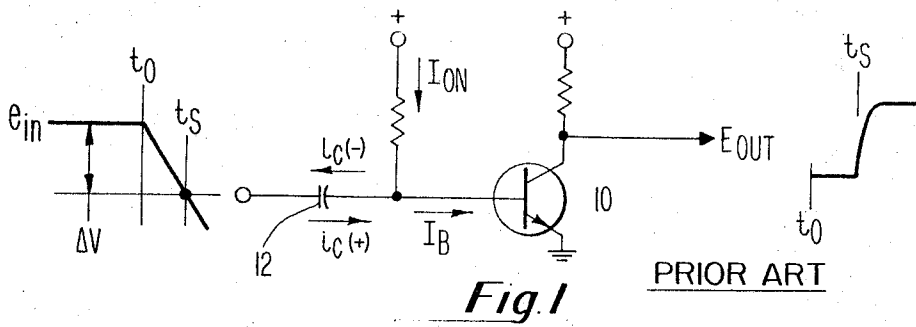 +
+
t0
tS
ein
tS
ION
iC(-)
EOUT
10
ΔV
12
iC(+)
IB
t0
PRIOR ART
Fig.1